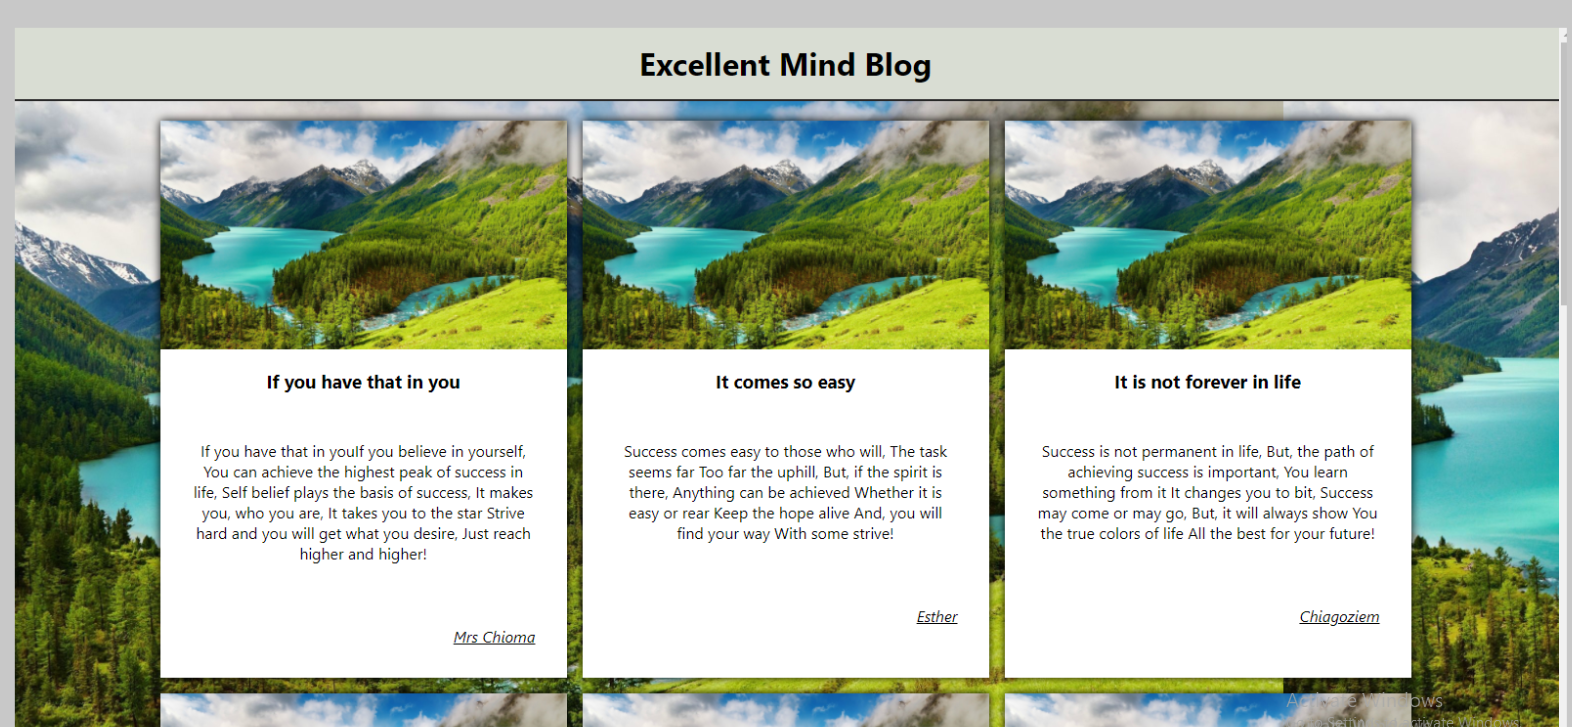 Excellent Mind Blog
If you have that in you
If you have that in youIf you believe in yourself,
You can achieve the highest peak of success in
life, Self belief plays the basis of success, It makes
you, who you are, It takes you to the star Strive
hard and you will get what you desire, Just reach
higher and higher!
Mrs Chioma
It comes so easy
Success comes easy to those who will, The task
seems far Too far the uphill, But, if the spirit is
there, Anything can be achieved Whether it is
easy or rear Keep the hope alive And, you will
find your way With some strive!
Esther
It is not forever in life
Success is not permanent in life, But, the path of
achieving success is important, You learn
something from it It changes you to bit, Success
may come or may go, But, it will always show You
the true colors of life All the best for your future!
Chiagoziem
Activate Windows